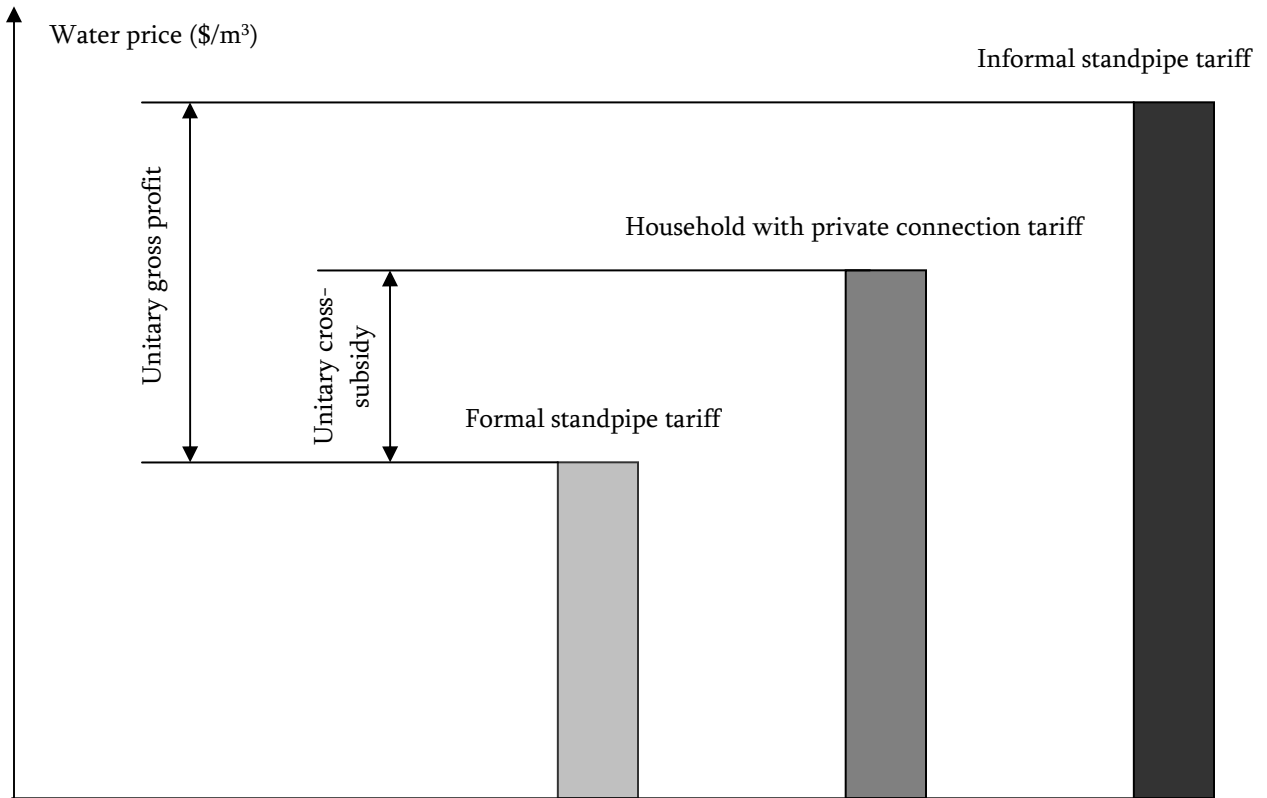 Water price ($/m³)
Informal standpipe tariff
Unitary gross profit
Household with private connection tariff
Unitary cross-
subsidy
Formal standpipe tariff